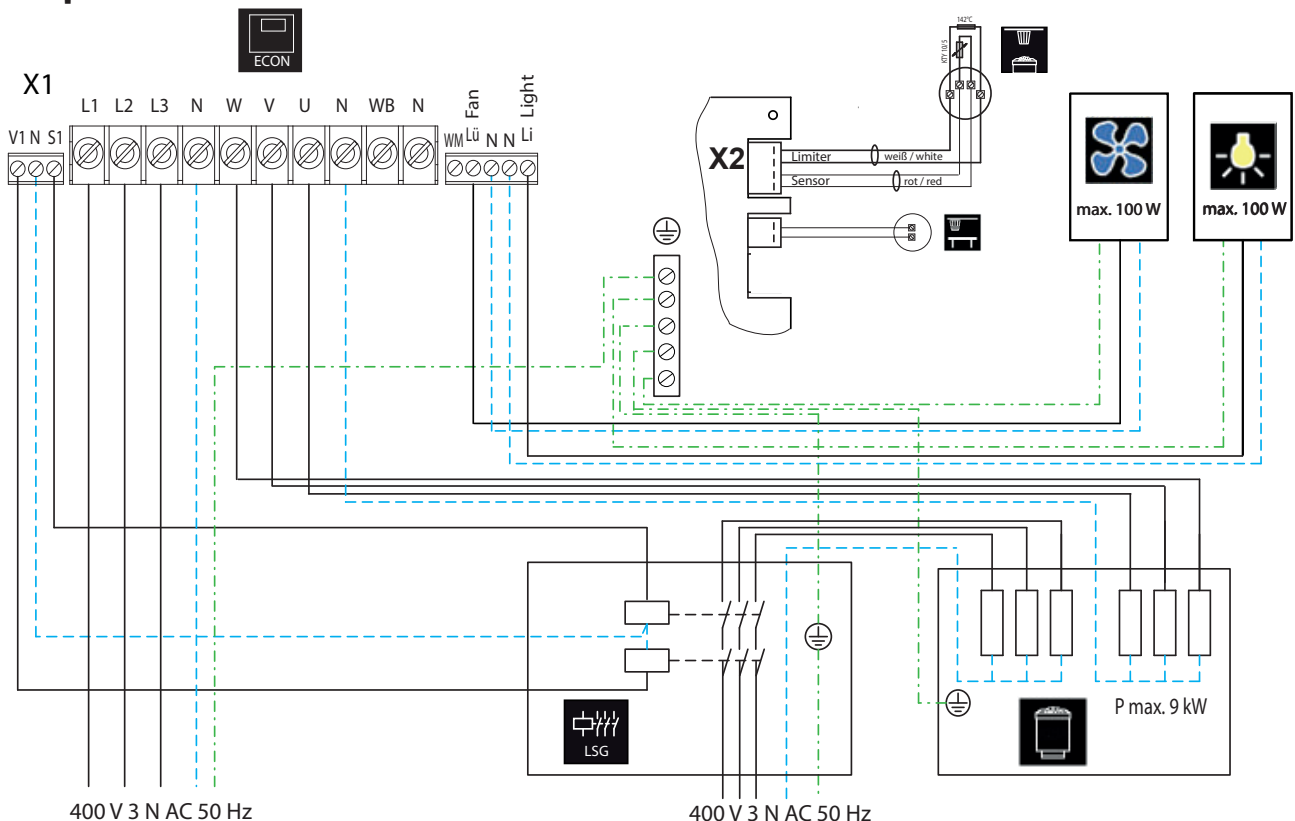 ECON
X1
L1 L2 L3 N W V U N WB N
V1 N S1
WM Lü Fan N N Li Light
142°C
KTY 10/5
X2
Limiter
weiß / white
Sensor
rot / red
max. 100 W
max. 100 W
LSG
P max. 9 kW
400 V 3 N AC 50 Hz
400 V 3 N AC 50 Hz